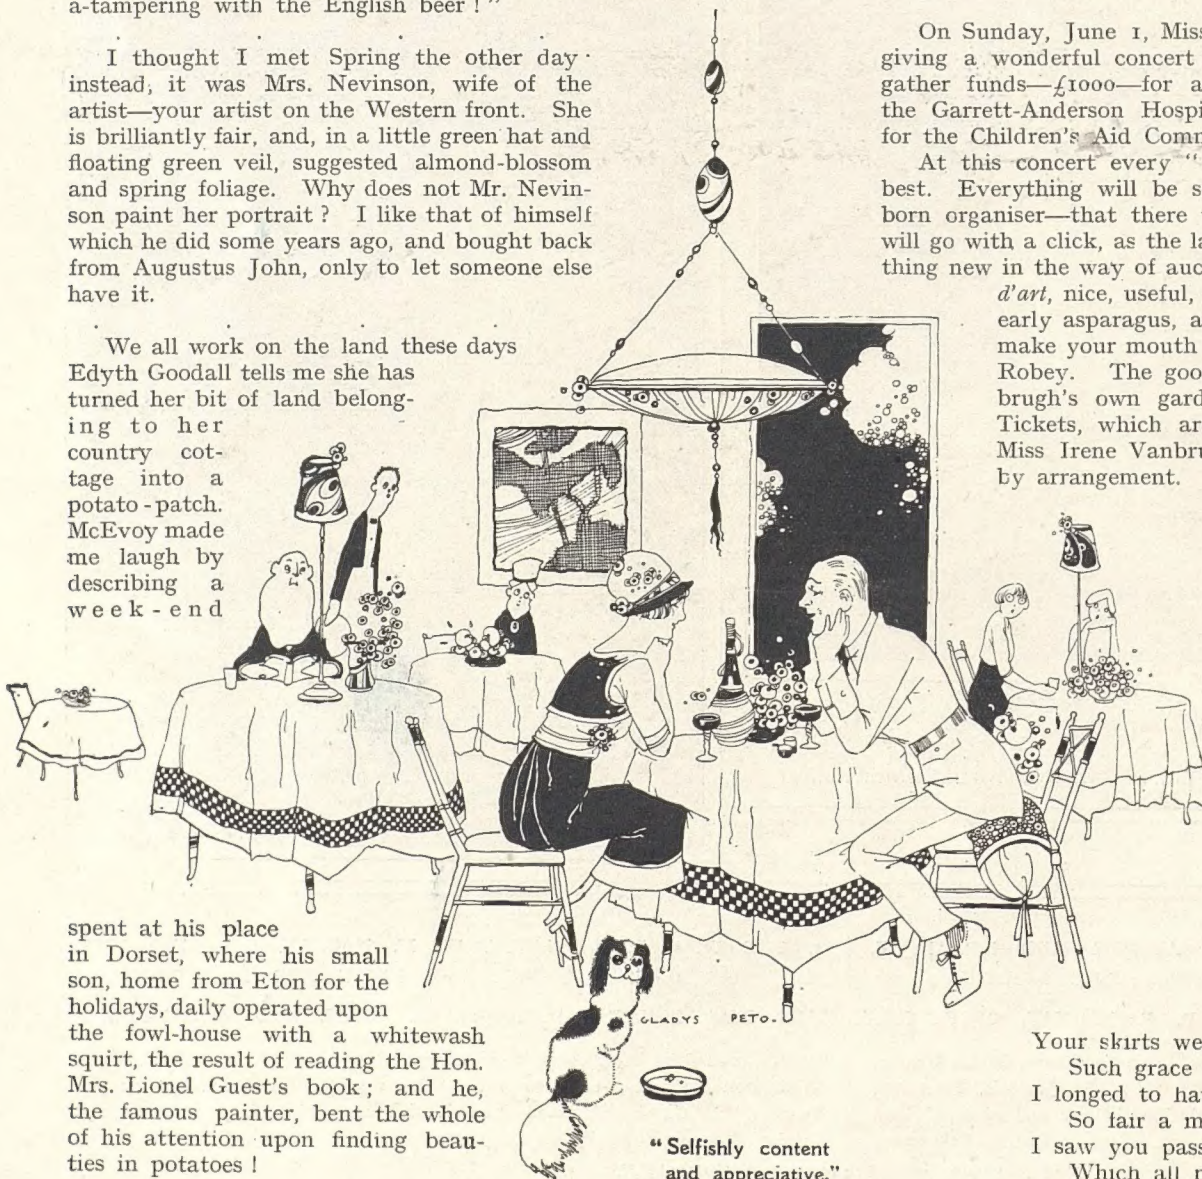 a-tampering with the English beer!"
I thought I met Spring the other day·
instead, it was Mrs. Nevinson, wife of the
artist—your artist on the Western front. She
is brilliantly fair, and, in a little green hat and
floating green veil, suggested almond-blossom
and spring foliage. Why does not Mr. Nevin-
son paint her portrait? I like that of himself
which he did some years ago, and bought back
from Augustus John, only to let someone else
have it.
We all work on the land these days
Edyth Goodall tells me she has
turned her bit of land belong-
ing to her
country cot-
tage into a
potato-patch.
McEvoy made
me laugh by
describing a
week-end
spent at his place
in Dorset, where his small
son, home from Eton for the
holidays, daily operated upon
the fowl-house with a whitewash
squirt, the result of reading the Hon.
Mrs. Lionel Guest's book; and he,
the famous painter, bent the whole
of his attention upon finding beau-
ties in potatoes!
GLADYS PETO.
"Selfishly content
and appreciative."
On Sunday, June 1, Miss
giving a wonderful concert
gather funds—£1000—for a
the Garrett-Anderson Hospi
for the Children's Aid Comm
At this concert every "
best. Everything will be s
born organiser—that there
will go with a click, as the la
thing new in the way of auc
d'art, nice, useful,
early asparagus, a
make your mouth
Robey. The goo
brugh's own gard
Tickets, which ar
Miss Irene Vanbru
by arrangement.
Your skirts we
Such grace
I longed to ha
So fair a m
I saw you pass
Which all